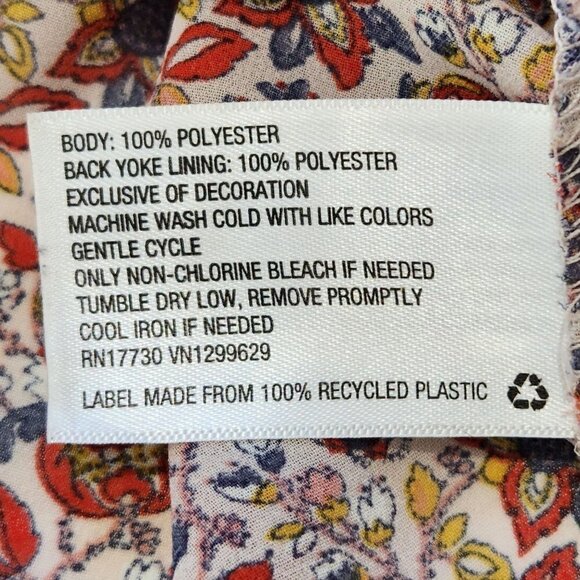 BODY: 100% POLYESTER
BACK YOKE LINING: 100% POLYESTER
EXCLUSIVE OF DECORATION
MACHINE WASH COLD WITH LIKE COLORS
GENTLE CYCLE
ONLY NON-CHLORINE BLEACH IF NEEDED
TUMBLE DRY LOW, REMOVE PROMPTLY
COOL IRON IF NEEDED
RN17730 VN1299629
LABEL MADE FROM 100% RECYCLED PLASTIC